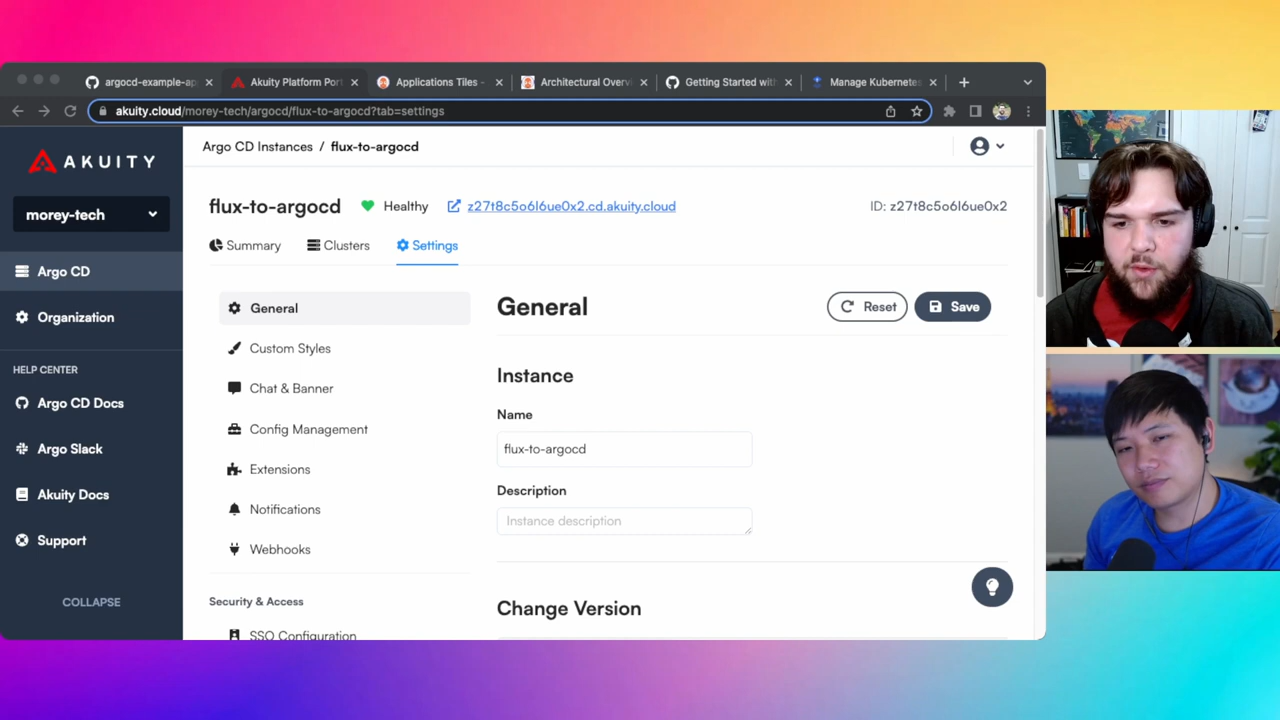 argocd-example-ap
Akuity Platform Port
Applications Tiles -
Architectural Overvi
Getting Started with
Manage Kubernetes
akuity.cloud/morey-tech/argocd/flux-to-argocd?tab=settings
AKUITY
morey-tech
Argo CD
Organization
HELP CENTER
Argo CD Docs
Argo Slack
Akuity Docs
Support
COLLAPSE
Argo CD Instances / flux-to-argocd
flux-to-argocd Healthy z27t8c5o6l6ue0x2.cd.akuity.cloud ID: z27t8c5o6l6ue0x2
Summary Clusters Settings
General
Custom Styles
Chat & Banner
Config Management
Extensions
Notifications
Webhooks
Security & Access
SSO Configuration
General
Reset Save
Instance
Name
flux-to-argocd
Description
Instance description
Change Version